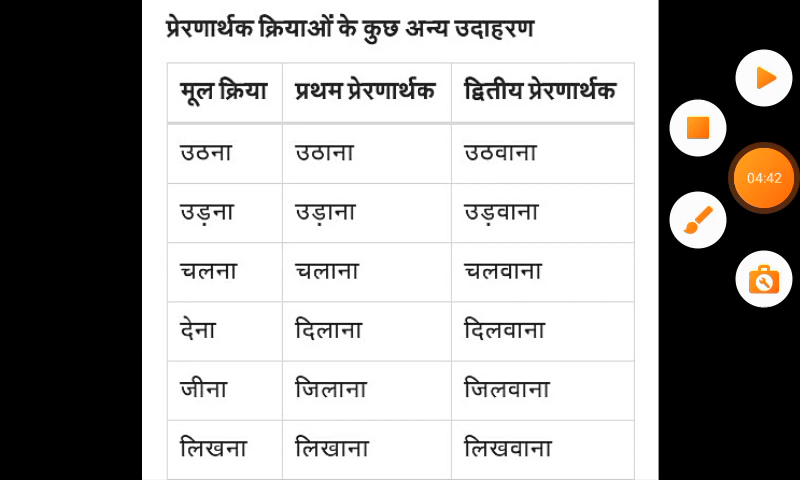 प्रेरणार्थक क्रियाओं के कुछ अन्य उदाहरण
मूल क्रिया प्रथम प्रेरणार्थक द्वितीय प्रेरणार्थक
उठना उठाना उठवाना
उड़ना उड़ाना उड़वाना
चलना चलाना चलवाना
देना दिलाना दिलवाना
जीना जिलाना जिलवाना
लिखना लिखाना लिखवाना
04:42